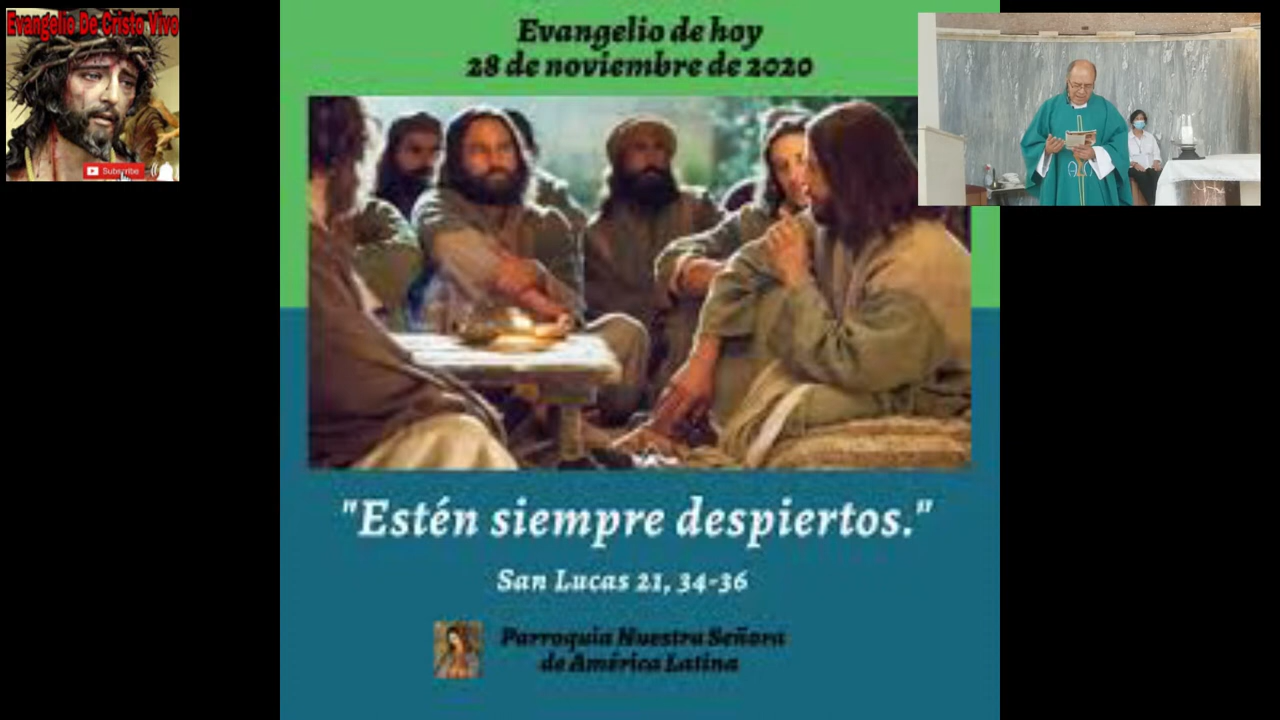 Evangelio De Cristo Vivo
Subscribe
Evangelio de hoy
28 de noviembre de 2020
"Estén siempre despiertos."
San Lucas 21, 34-36
Parroquia Nuestra Señora
de América Latina